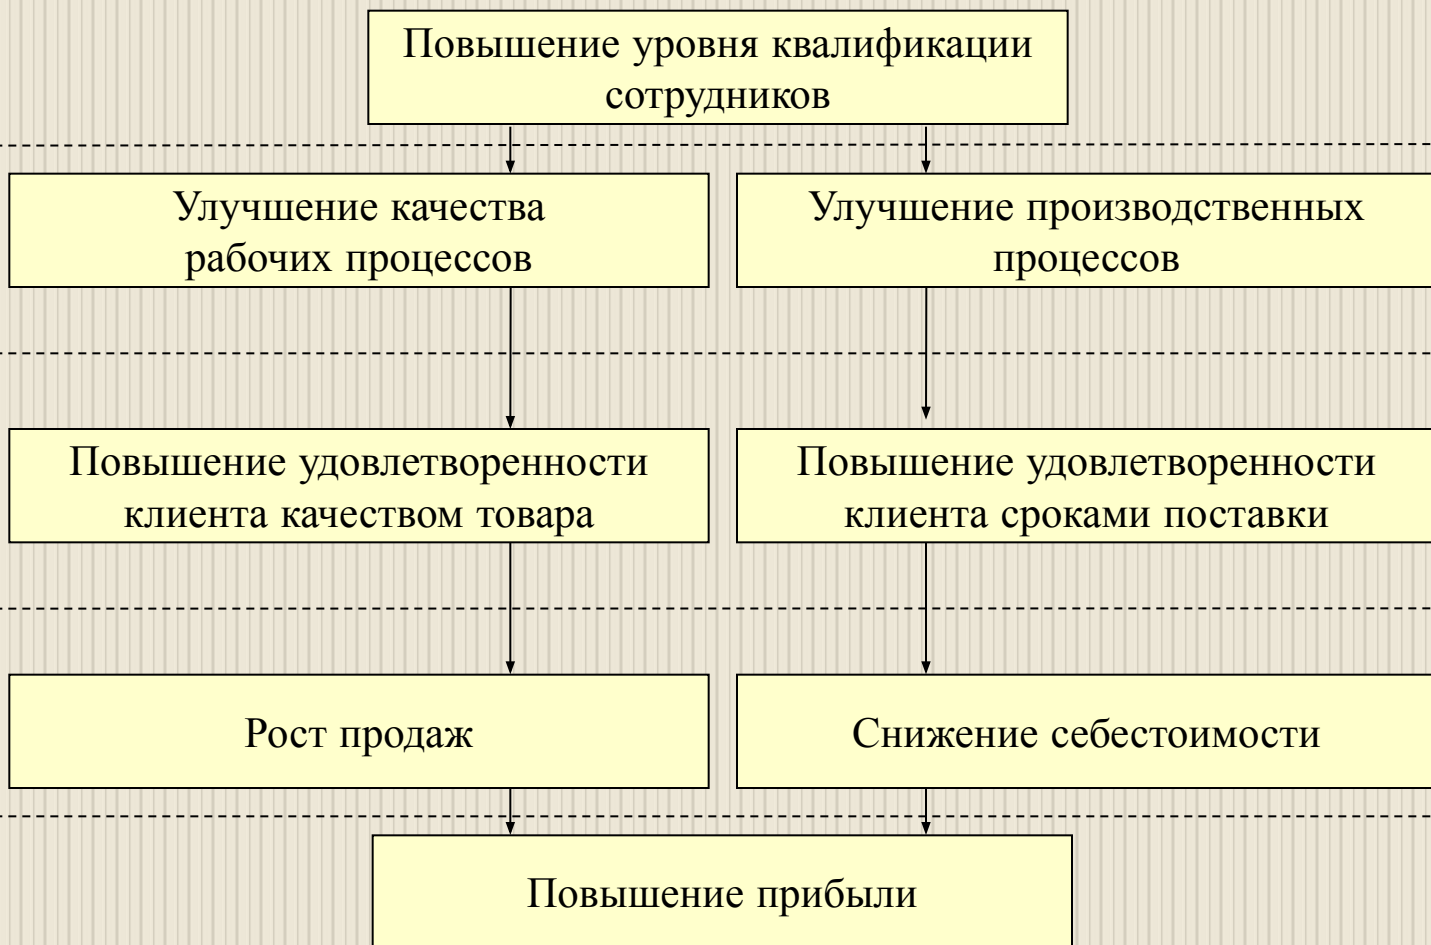 Повышение уровня квалификации
сотрудников
Улучшение качества
рабочих процессов
Улучшение производственных
процессов
Повышение удовлетворенности
клиента качеством товара
Повышение удовлетворенности
клиента сроками поставки
Рост продаж
Снижение себестоимости
Повышение прибыли